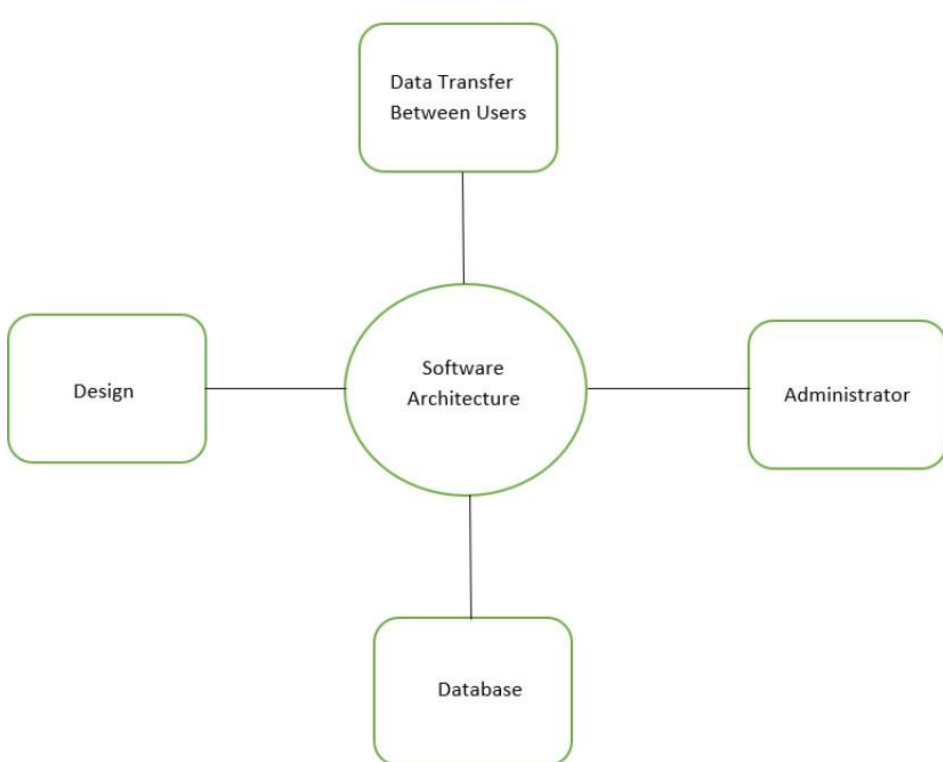 Data Transfer
Between Users
Design
Software
Architecture
Administrator
Database